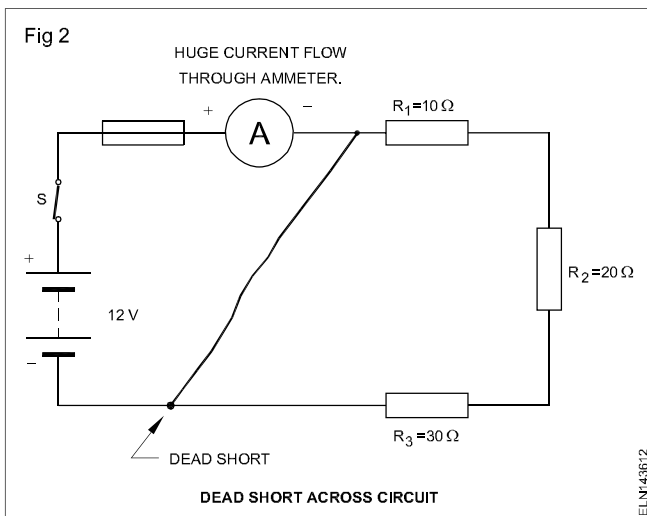 Fig 2
HUGE CURRENT FLOW
THROUGH AMMETER.
+
−
A
R₁=10 Ω
S
+
12 V
−
R₂=20 Ω
R₃=30 Ω
DEAD SHORT
DEAD SHORT ACROSS CIRCUIT
ELN143612